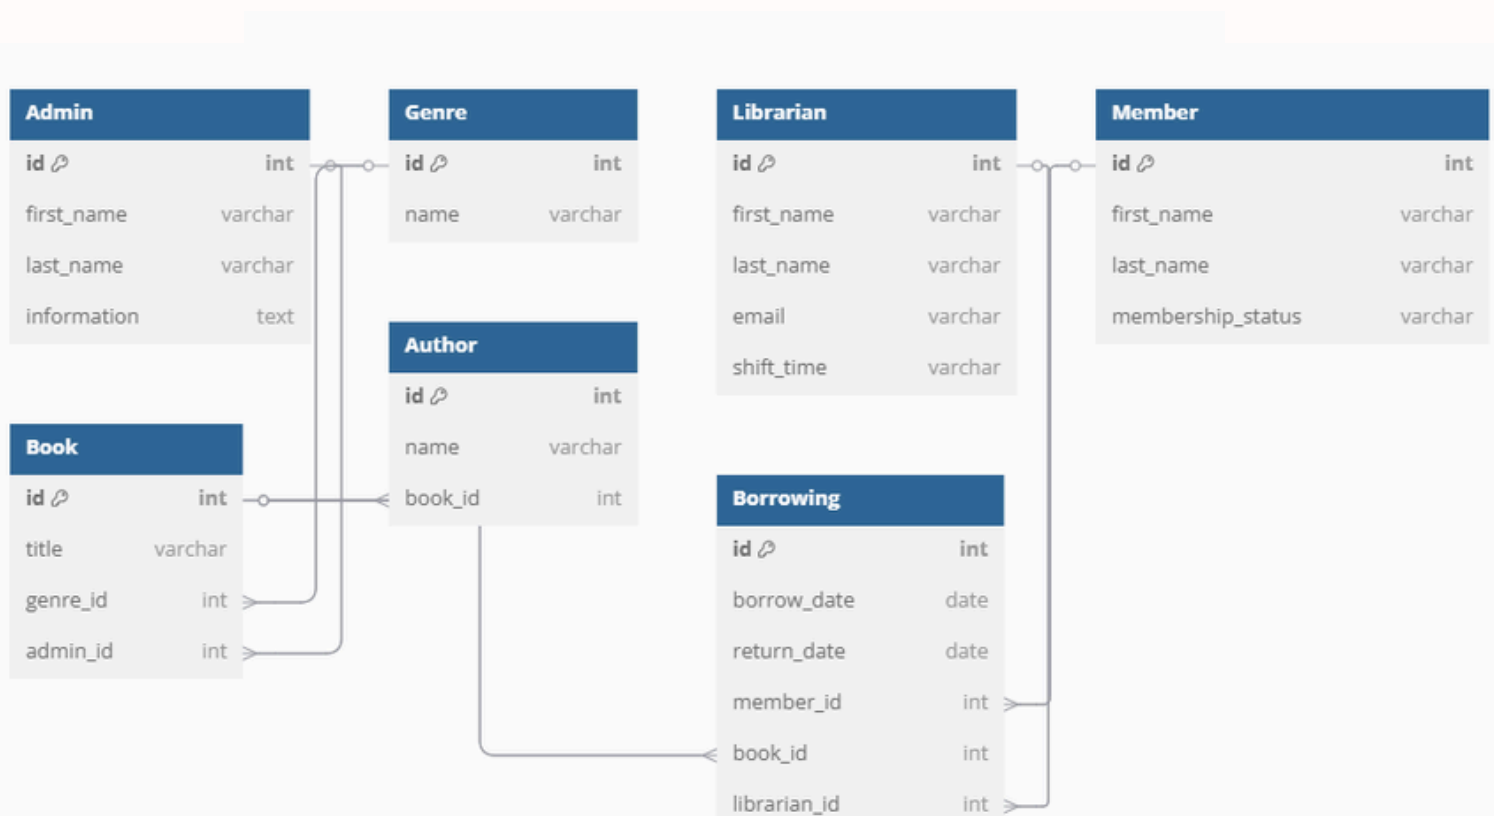 Admin
id int
first_name varchar
last_name varchar
information text
Genre
id int
name varchar
Librarian
id int
first_name varchar
last_name varchar
email varchar
shift_time varchar
Member
id int
first_name varchar
last_name varchar
membership_status varchar
Author
id int
name varchar
book_id int
Book
id int
title varchar
genre_id int
admin_id int
Borrowing
id int
borrow_date date
return_date date
member_id int
book_id int
librarian_id int